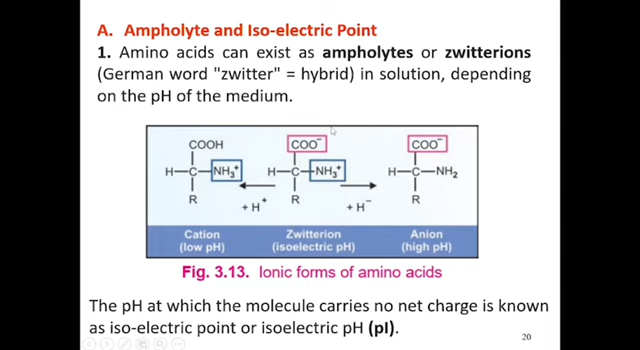 A. Ampholyte and Iso-electric Point
1. Amino acids can exist as ampholytes or zwitterions
(German word "zwitter" = hybrid) in solution, depending
on the pH of the medium.
COOH COO⁻ COO⁻
H—C—NH₃⁺ H—C—NH₃⁺ H—C—NH₂
R R R
+ H⁺ + H⁻
Cation Zwitterion Anion
(low pH) (isoelectric pH) (high pH)
Fig. 3.13. Ionic forms of amino acids
The pH at which the molecule carries no net charge is known
as iso-electric point or isoelectric pH (pI).
20